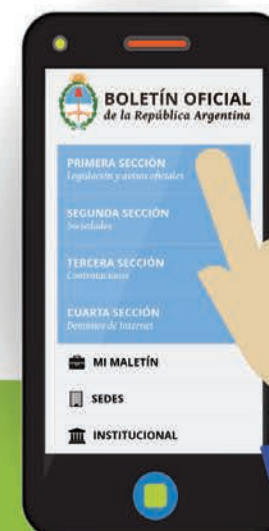 BOLETÍN OFICIAL
de la República Argentina
PRIMERA SECCIÓN
Legislación y avisos oficiales
SEGUNDA SECCIÓN
Sociedades
TERCERA SECCIÓN
Contrataciones
CUARTA SECCIÓN
Dominios de Internet
MI MALETÍN
SEDES
INSTITUCIONAL